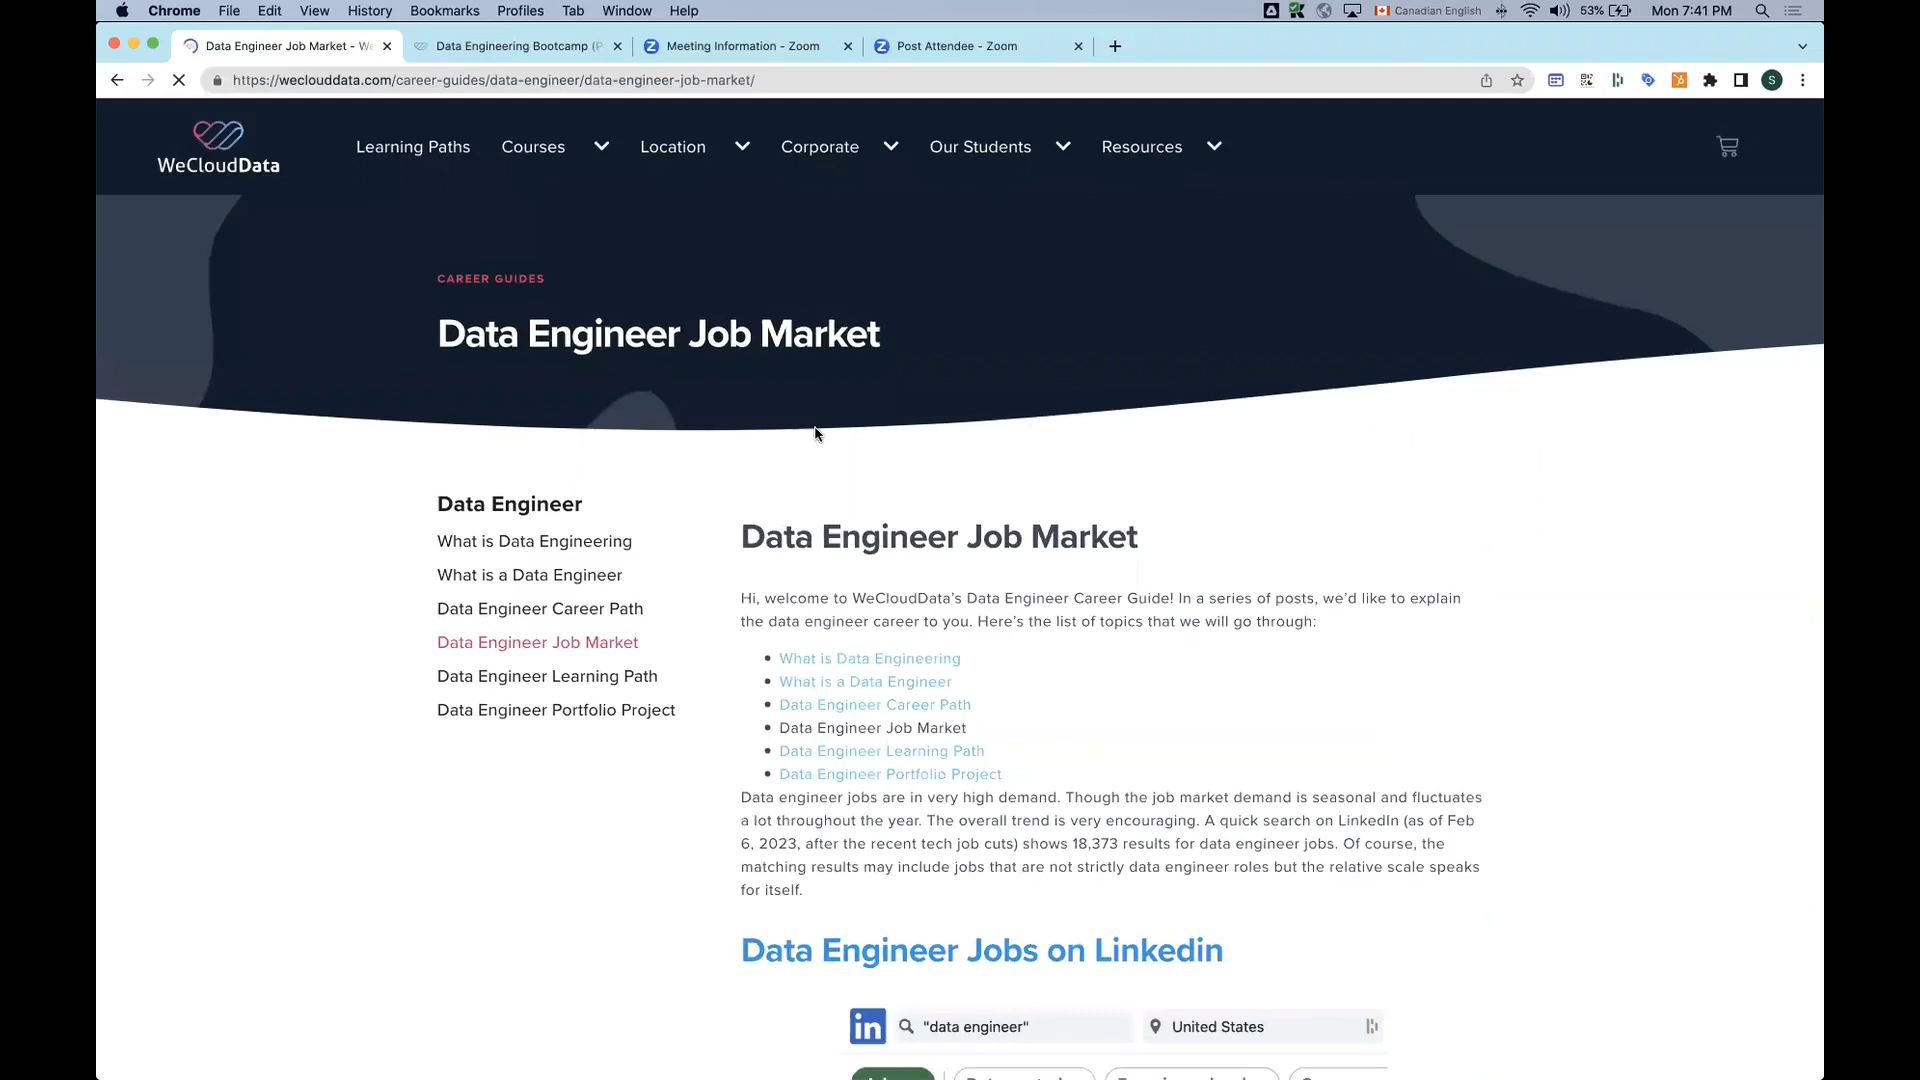 Chrome File Edit View History Bookmarks Profiles Tab Window Help Canadian English 53% Mon 7:41 PM
Data Engineer Job Market - We Data Engineering Bootcamp (P Meeting Information - Zoom Post Attendee - Zoom
https://weclouddata.com/career-guides/data-engineer/data-engineer-job-market/ S
WeCloudData
Learning Paths Courses Location Corporate Our Students Resources
CAREER GUIDES
Data Engineer Job Market
Data Engineer
What is Data Engineering
What is a Data Engineer
Data Engineer Career Path
Data Engineer Job Market
Data Engineer Learning Path
Data Engineer Portfolio Project
Data Engineer Job Market
Hi, welcome to WeCloudData's Data Engineer Career Guide! In a series of posts, we'd like to explain
the data engineer career to you. Here's the list of topics that we will go through:
What is Data Engineering
What is a Data Engineer
Data Engineer Career Path
Data Engineer Job Market
Data Engineer Learning Path
Data Engineer Portfolio Project
Data engineer jobs are in very high demand. Though the job market demand is seasonal and fluctuates
a lot throughout the year. The overall trend is very encouraging. A quick search on LinkedIn (as of Feb
6, 2023, after the recent tech job cuts) shows 18,373 results for data engineer jobs. Of course, the
matching results may include jobs that are not strictly data engineer roles but the relative scale speaks
for itself.
Data Engineer Jobs on Linkedin
in "data engineer" United States